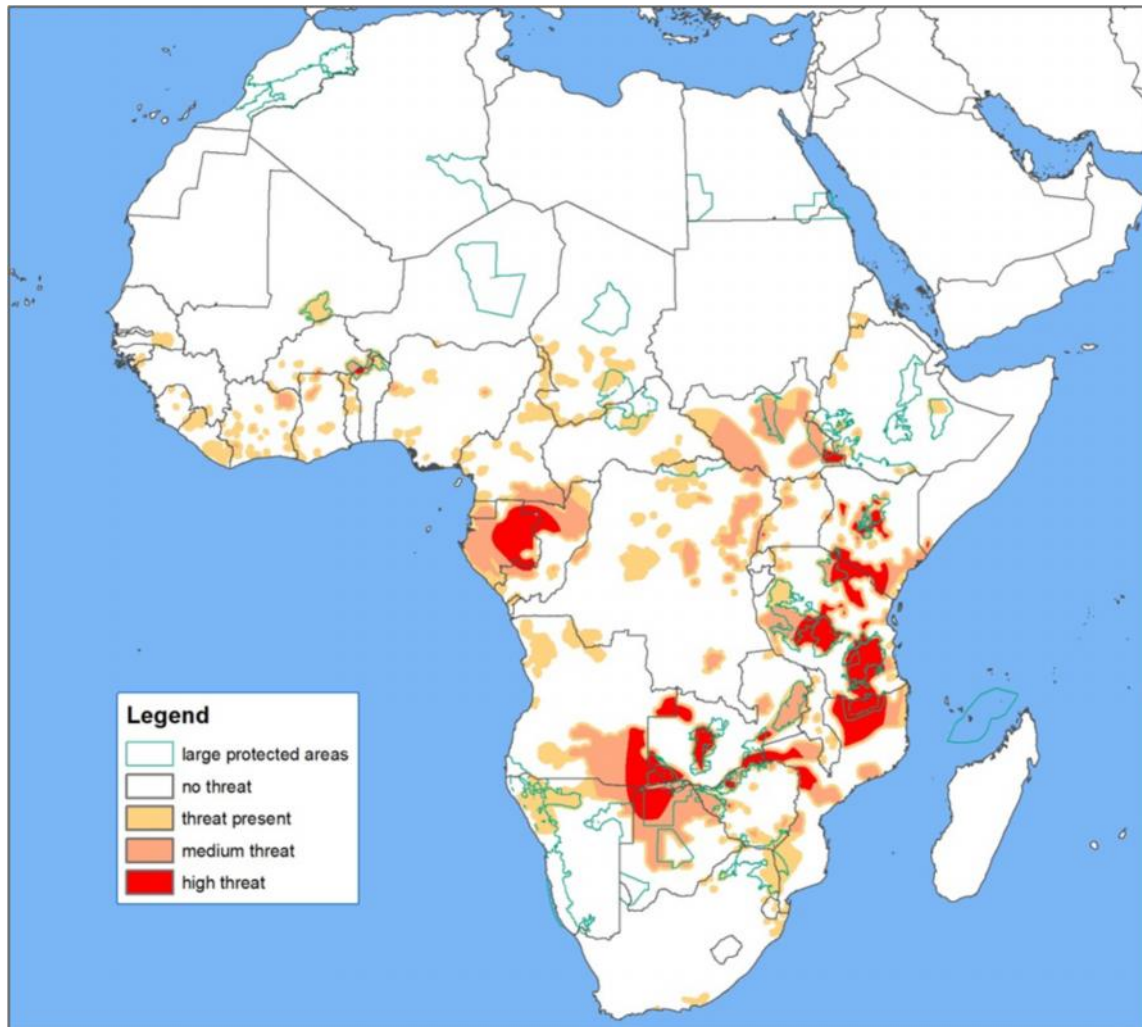 Legend
large protected areas
no threat
threat present
medium threat
high threat